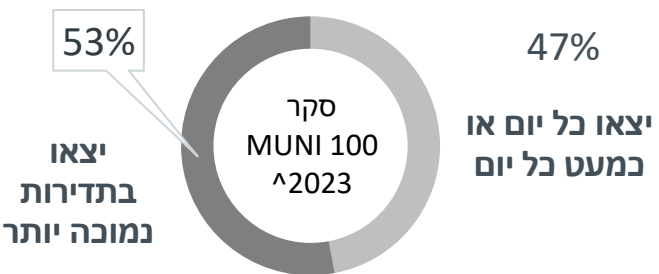 47%
יצאו כל יום או
כמעט כל יום
סקר
MUNI 100
2023^
53%
יצאו
בתדירות
נמוכה יותר